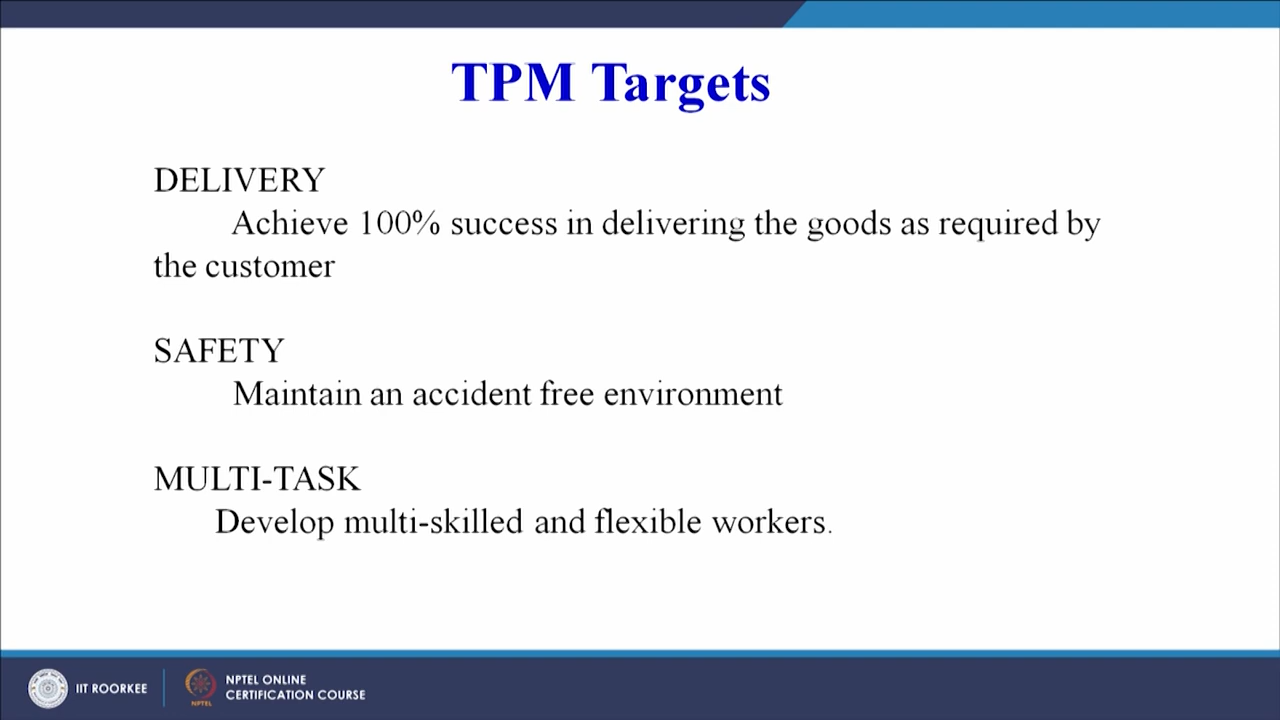 TPM Targets
DELIVERY
Achieve 100% success in delivering the goods as required by
the customer
SAFETY
Maintain an accident free environment
MULTI-TASK
Develop multi-skilled and flexible workers.
IIT ROORKEE
NPTEL
NPTEL ONLINE
CERTIFICATION COURSE